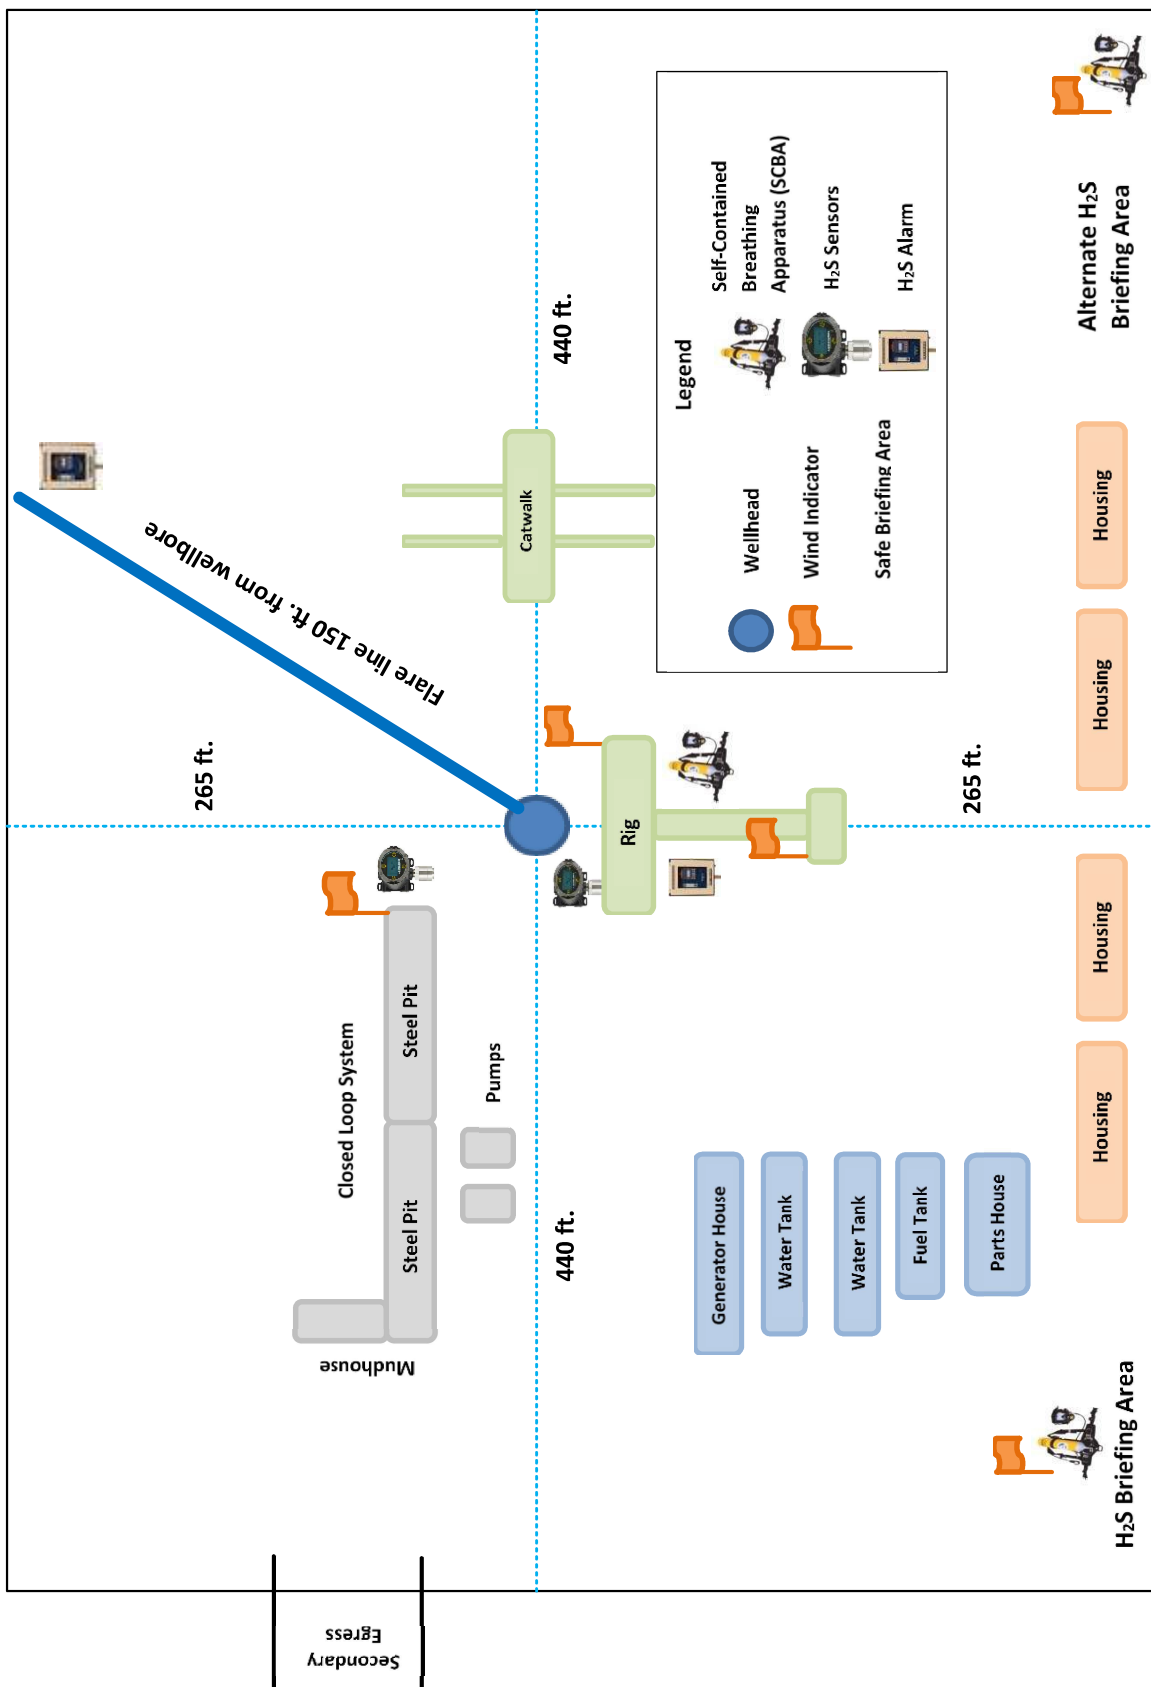 Secondary
Egress
Mudhouse
Closed Loop System
Steel Pit
Steel Pit
Pumps
265 ft.
Flare line 150 ft. from wellbore
440 ft.
440 ft.
Catwalk
Rig
265 ft.
Generator House
Water Tank
Water Tank
Fuel Tank
Parts House
Legend
Wellhead
Wind Indicator
Safe Briefing Area
Self-Contained
Breathing
Apparatus (SCBA)
H₂S Sensors
H₂S Alarm
Housing
Housing
Housing
Housing
H₂S Briefing Area
Alternate H₂S
Briefing Area